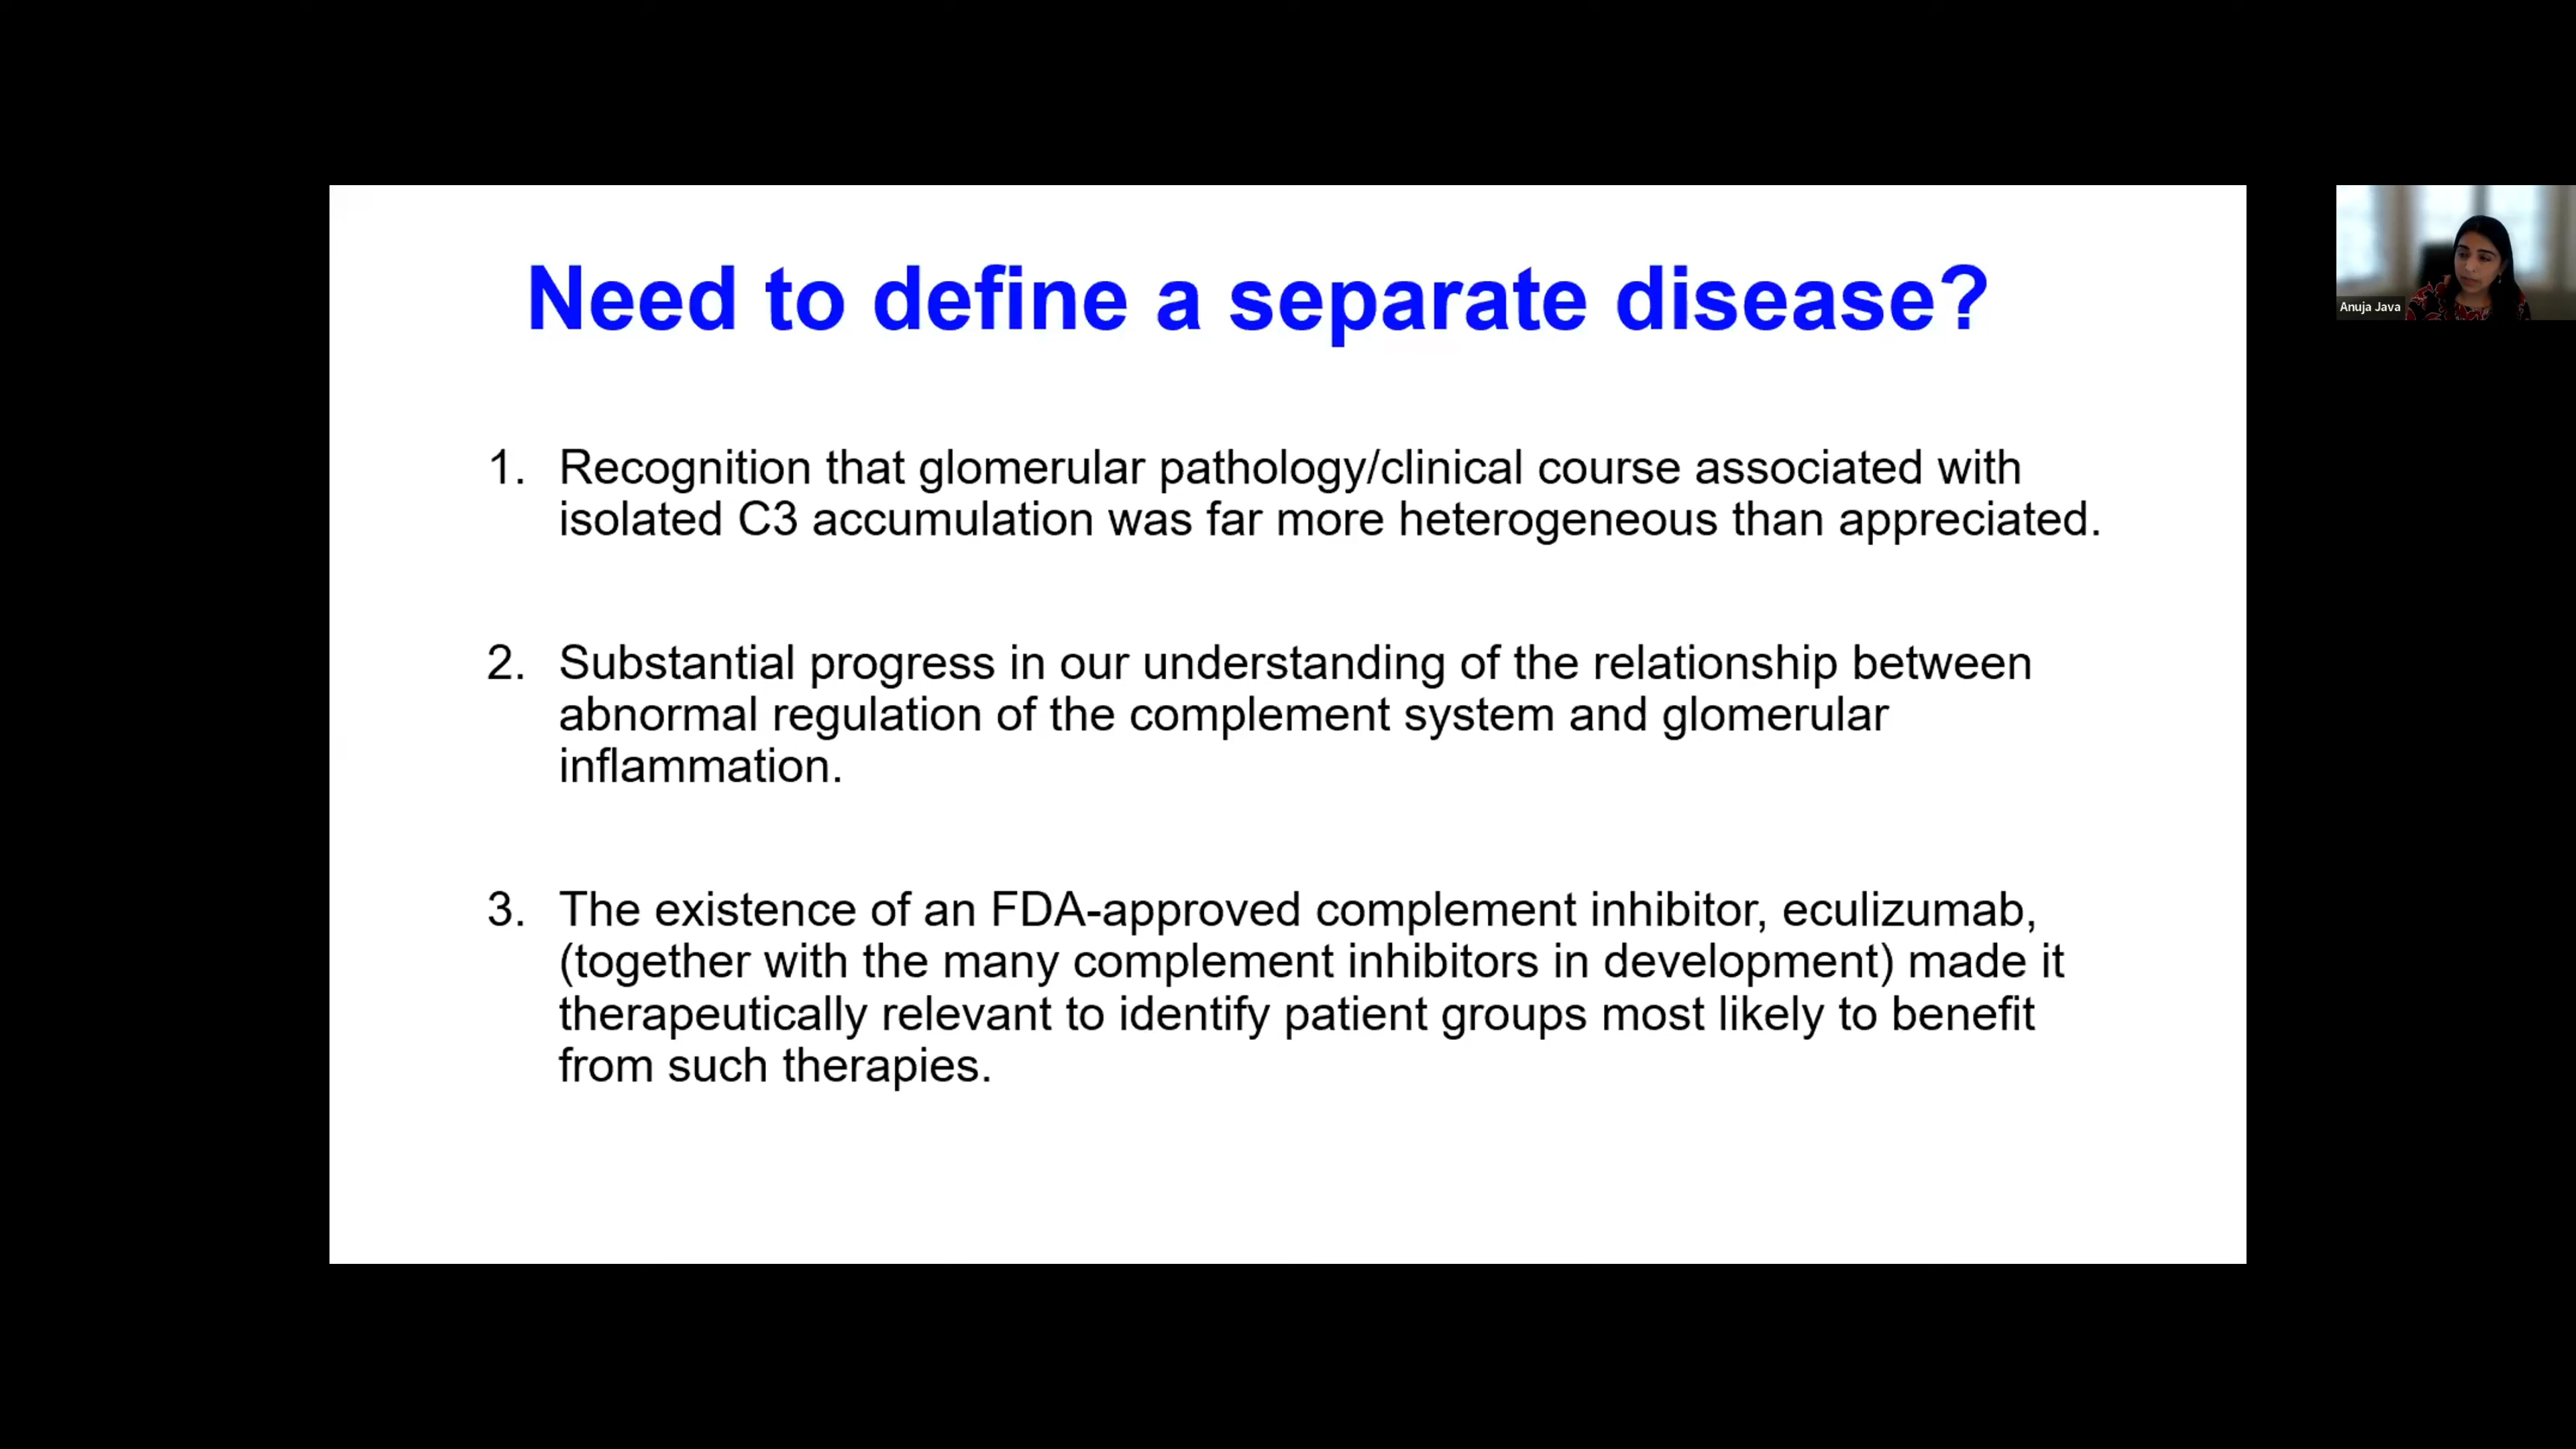 Need to define a separate disease?
Anuja Java
1. Recognition that glomerular pathology/clinical course associated with
isolated C3 accumulation was far more heterogeneous than appreciated.
2. Substantial progress in our understanding of the relationship between
abnormal regulation of the complement system and glomerular
inflammation.
3. The existence of an FDA-approved complement inhibitor, eculizumab,
(together with the many complement inhibitors in development) made it
therapeutically relevant to identify patient groups most likely to benefit
from such therapies.